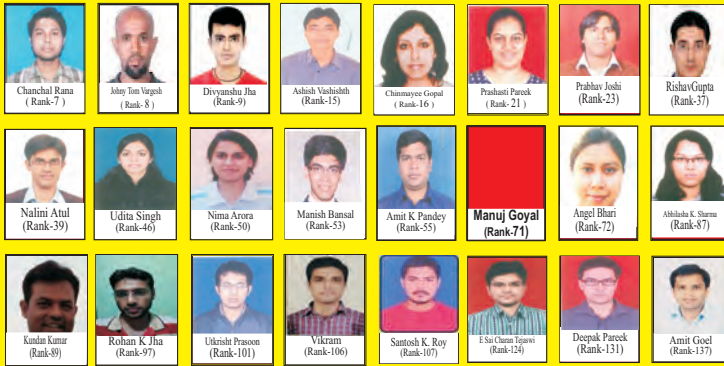 Chanchal Rana
( Rank-7 )
Johny Tom Vargesh
( Rank- 8 )
Divyanshu Jha
(Rank-9)
Ashish Vashishth
(Rank-15)
Chinmayee Gopal
( Rank-16 )
Prashasti Pareek
( Rank- 21 )
Prabhav Joshi
(Rank-23)
RishavGupta
(Rank-37)
Nalini Atul
(Rank-39)
Udita Singh
(Rank-46)
Nima Arora
(Rank-50)
Manish Bansal
(Rank-53)
Amit K Pandey
(Rank-55)
Manuj Goyal
(Rank-71)
Angel Bhari
(Rank-72)
Abhilasha K. Sharma
(Rank-87)
Kundan Kumar
(Rank-89)
Rohan K Jha
(Rank-97)
Utkrisht Prasoon
(Rank-101)
Vikram
(Rank-106)
Santosh K. Roy
(Rank-107)
E Sai Charan Tejaswi
(Rank-124)
Deepak Pareek
(Rank-131)
Amit Goel
(Rank-137)